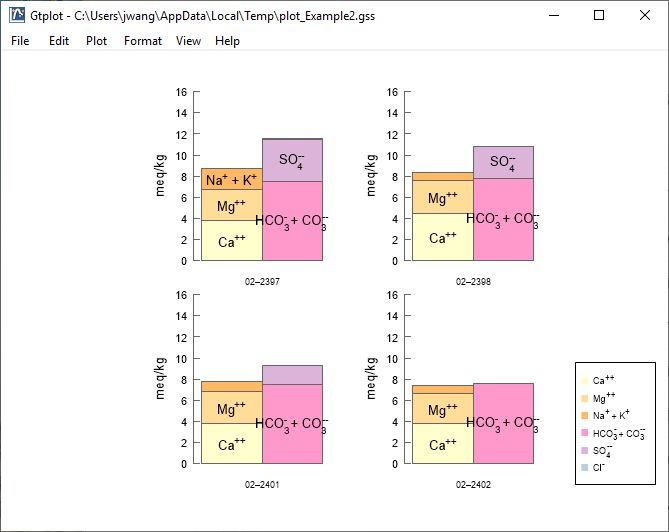 Gtplot - C:\Users\jwang\AppData\Local\Temp\plot_Example2.gss
File Edit Plot Format View Help
16
14
12
10
8
6
4
2
0
meq/kg
Na+ + K+
Mg++
Ca++
SO4--
HCO3- + CO3--
02–2397
16
14
12
10
8
6
4
2
0
meq/kg
Mg++
Ca++
SO4--
HCO3- + CO3--
02–2398
16
14
12
10
8
6
4
2
0
meq/kg
Mg++
Ca++
HCO3- + CO3--
02–2401
16
14
12
10
8
6
4
2
0
meq/kg
Mg++
Ca++
HCO3- + CO3--
02–2402
Ca++
Mg++
Na+ + K+
HCO3- + CO3--
SO4--
Cl-